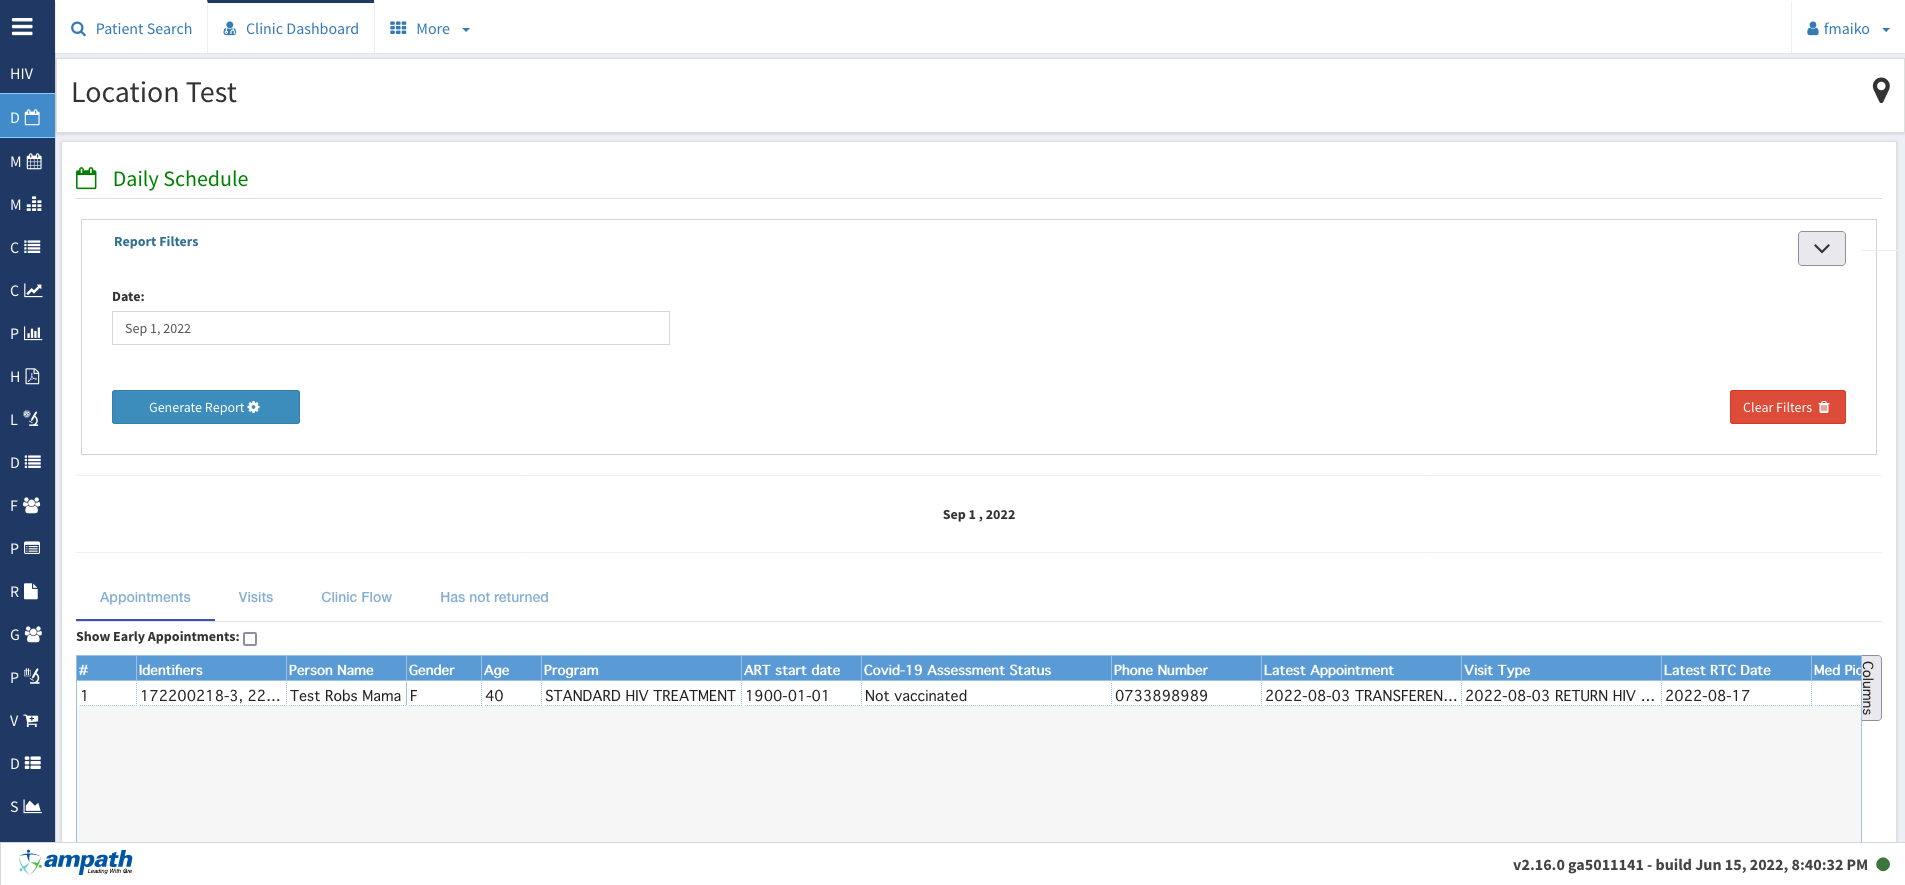 Patient Search
Clinic Dashboard
More
fmaiko
HIV
Location Test
D
M
M
C
C
P
H
L
D
F
P
R
G
P
V
D
S
Daily Schedule
Report Filters
Date:
Sep 1, 2022
Generate Report
Clear Filters
Sep 1 , 2022
Appointments Visits Clinic Flow Has not returned
Show Early Appointments:
# Identifiers Person Name Gender Age Program ART start date Covid-19 Assessment Status Phone Number Latest Appointment Visit Type Latest RTC Date Med Pic
1 172200218-3, 22... Test Robs Mama F 40 STANDARD HIV TREATMENT 1900-01-01 Not vaccinated 0733898989 2022-08-03 TRANSFEREN... 2022-08-03 RETURN HIV ... 2022-08-17
Columns
ampath
Leading With Care
v2.16.0 ga5011141 - build Jun 15, 2022, 8:40:32 PM